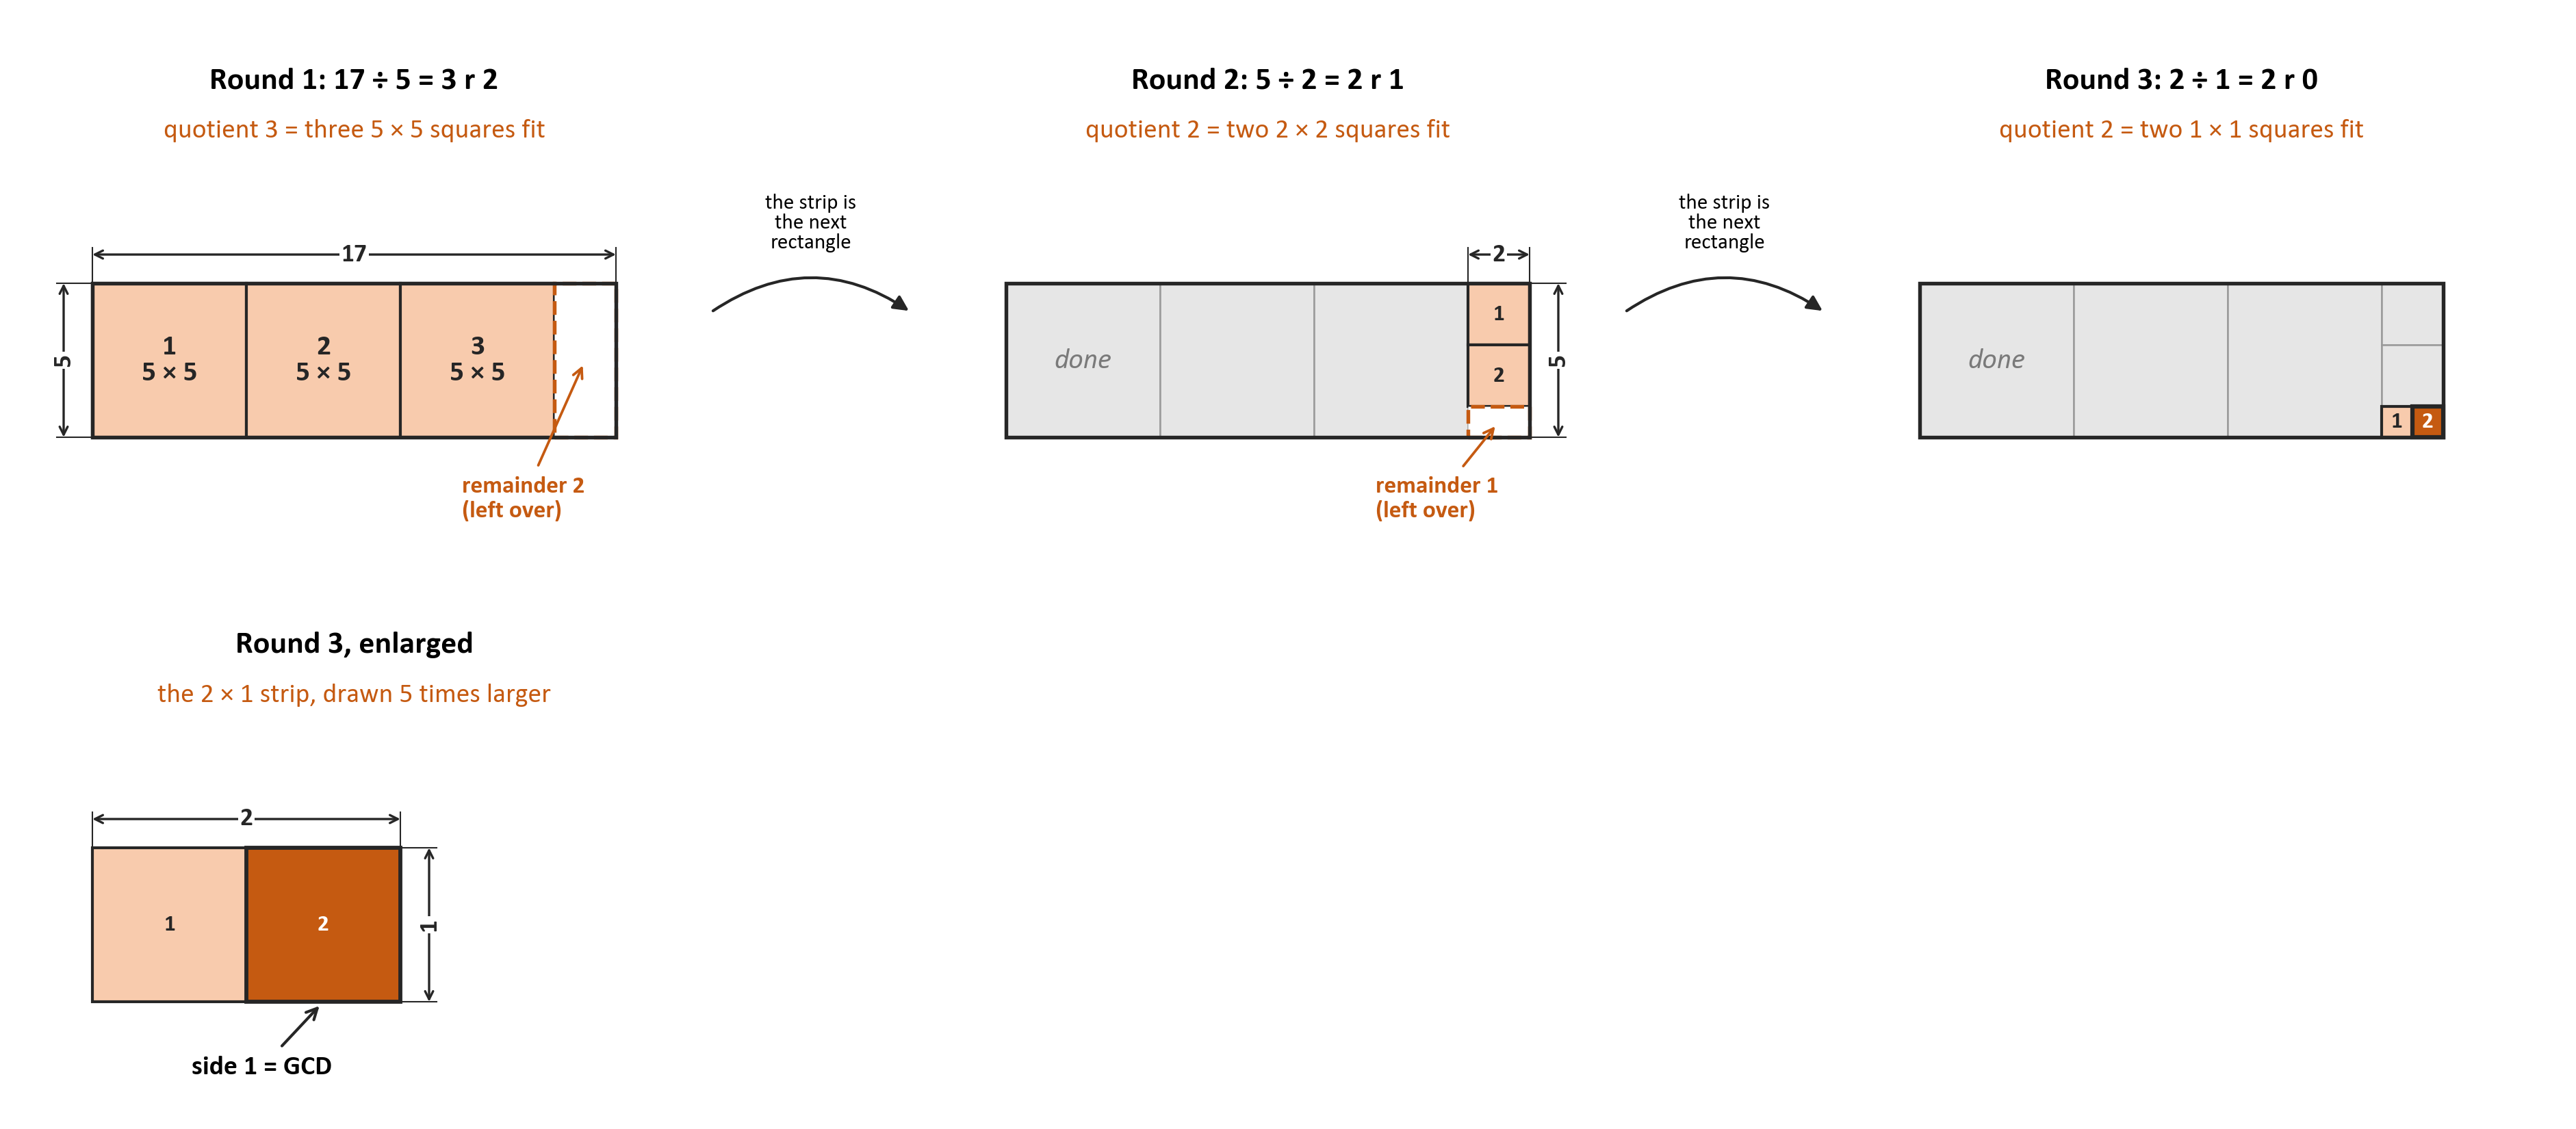 Round 1: 17 ÷ 5 = 3 r 2
quotient 3 = three 5 × 5 squares fit
17
5
1
5 × 5
2
5 × 5
3
5 × 5
remainder 2
(left over)
the strip is
the next
rectangle
Round 2: 5 ÷ 2 = 2 r 1
quotient 2 = two 2 × 2 squares fit
2
done
1
2
5
remainder 1
(left over)
the strip is
the next
rectangle
Round 3: 2 ÷ 1 = 2 r 0
quotient 2 = two 1 × 1 squares fit
done
1
2
Round 3, enlarged
the 2 × 1 strip, drawn 5 times larger
2
1
2
1
side 1 = GCD